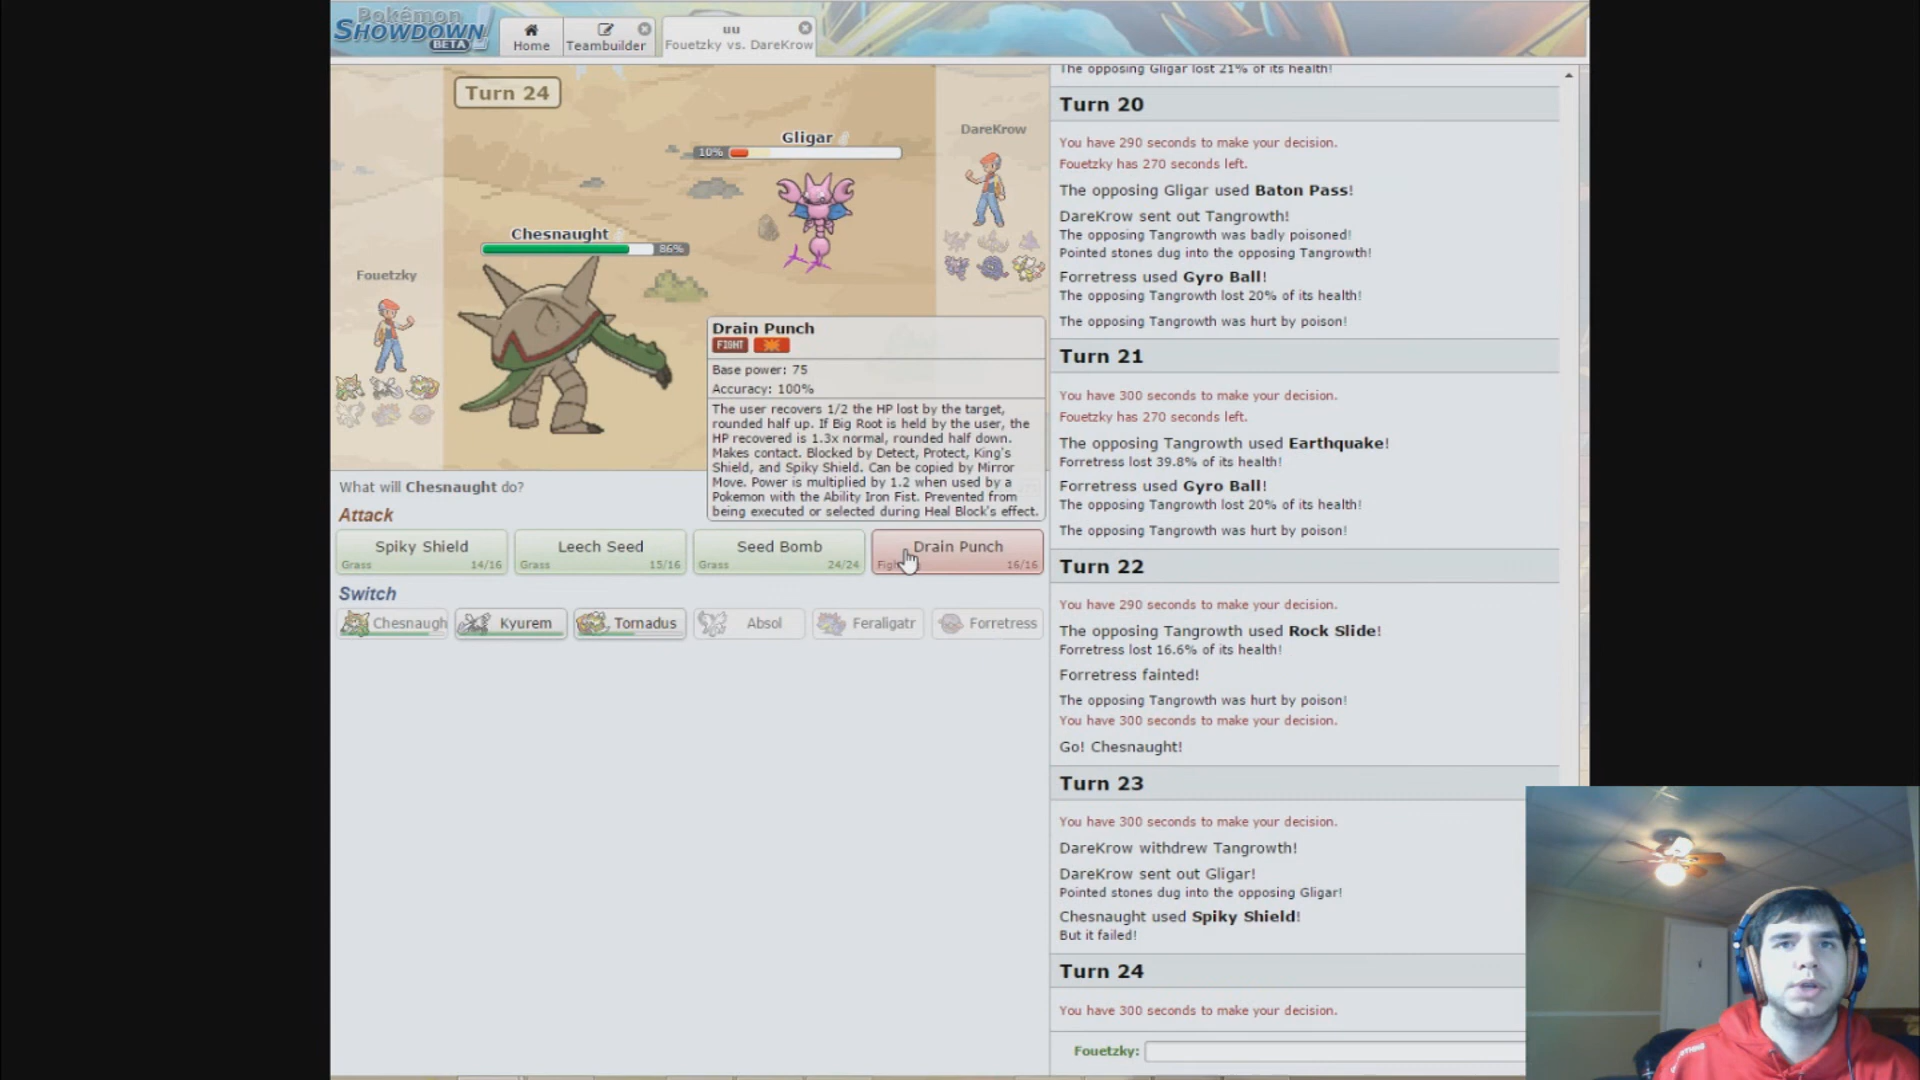 Pokémon
SHOWDOWN
BETA
Home
Teambuilder
uu
Fouetzky vs. DareKrow
Turn 24
Gligar
10%
DareKrow
Chesnaught
86%
Fouetzky
Drain Punch
FIGHT
Base power: 75
Accuracy: 100%
The user recovers 1/2 the HP lost by the target,
rounded half up. If Big Root is held by the user, the
HP recovered is 1.3x normal, rounded half down.
Makes contact. Blocked by Detect, Protect, King's
Shield, and Spiky Shield. Can be copied by Mirror
Move. Power is multiplied by 1.2 when used by a
Pokemon with the Ability Iron Fist. Prevented from
being executed or selected during Heal Block's effect.
What will Chesnaught do?
Attack
Spiky Shield
Grass 14/16
Leech Seed
Grass 15/16
Seed Bomb
Grass 24/24
Drain Punch
16/16
Switch
Chesnaugh
Kyurem
Tornadus
Absol
Feraligatr
Forretress
The opposing Gligar lost 21% of its health!
Turn 20
You have 290 seconds to make your decision.
Fouetzky has 270 seconds left.
The opposing Gligar used Baton Pass!
DareKrow sent out Tangrowth!
The opposing Tangrowth was badly poisoned!
Pointed stones dug into the opposing Tangrowth!
Forretress used Gyro Ball!
The opposing Tangrowth lost 20% of its health!
The opposing Tangrowth was hurt by poison!
Turn 21
You have 300 seconds to make your decision.
Fouetzky has 270 seconds left.
The opposing Tangrowth used Earthquake!
Forretress lost 39.8% of its health!
Forretress used Gyro Ball!
The opposing Tangrowth lost 20% of its health!
The opposing Tangrowth was hurt by poison!
Turn 22
You have 290 seconds to make your decision.
The opposing Tangrowth used Rock Slide!
Forretress lost 16.6% of its health!
Forretress fainted!
The opposing Tangrowth was hurt by poison!
You have 300 seconds to make your decision.
Go! Chesnaught!
Turn 23
You have 300 seconds to make your decision.
DareKrow withdrew Tangrowth!
DareKrow sent out Gligar!
Pointed stones dug into the opposing Gligar!
Chesnaught used Spiky Shield!
But it failed!
Turn 24
You have 300 seconds to make your decision.
Fouetzky: